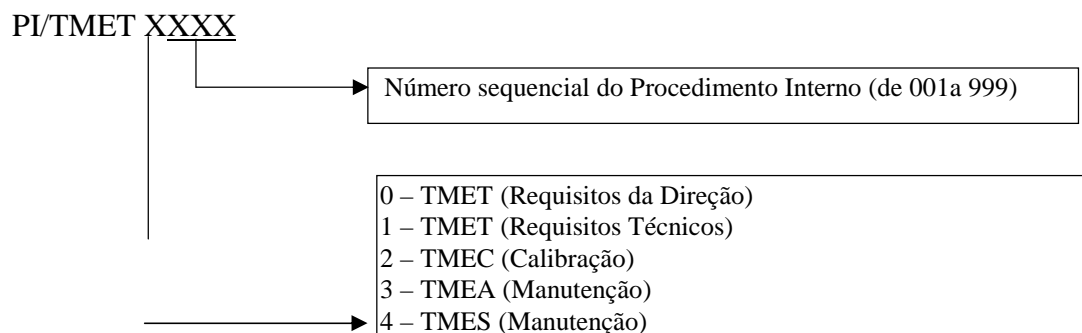 PI/TMET XXXX
Número sequencial do Procedimento Interno (de 001a 999)
0 – TMET (Requisitos da Direção)
1 – TMET (Requisitos Técnicos)
2 – TMEC (Calibração)
3 – TMEA (Manutenção)
4 – TMES (Manutenção)